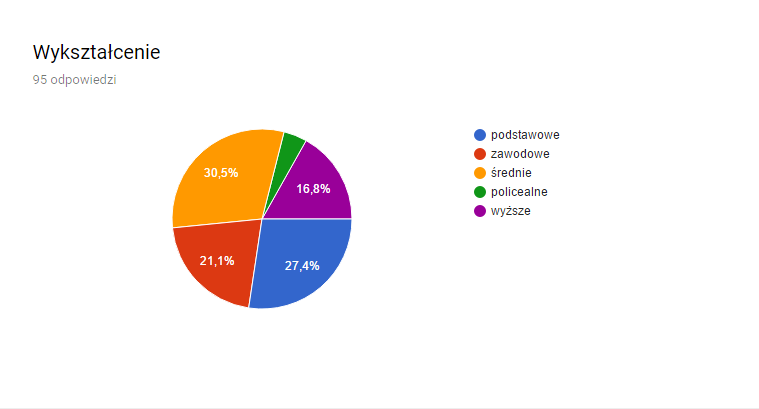 Wykształcenie
95 odpowiedzi
30,5%
16,8%
21,1%
27,4%
podstawowe
zawodowe
średnie
policealne
wyższe